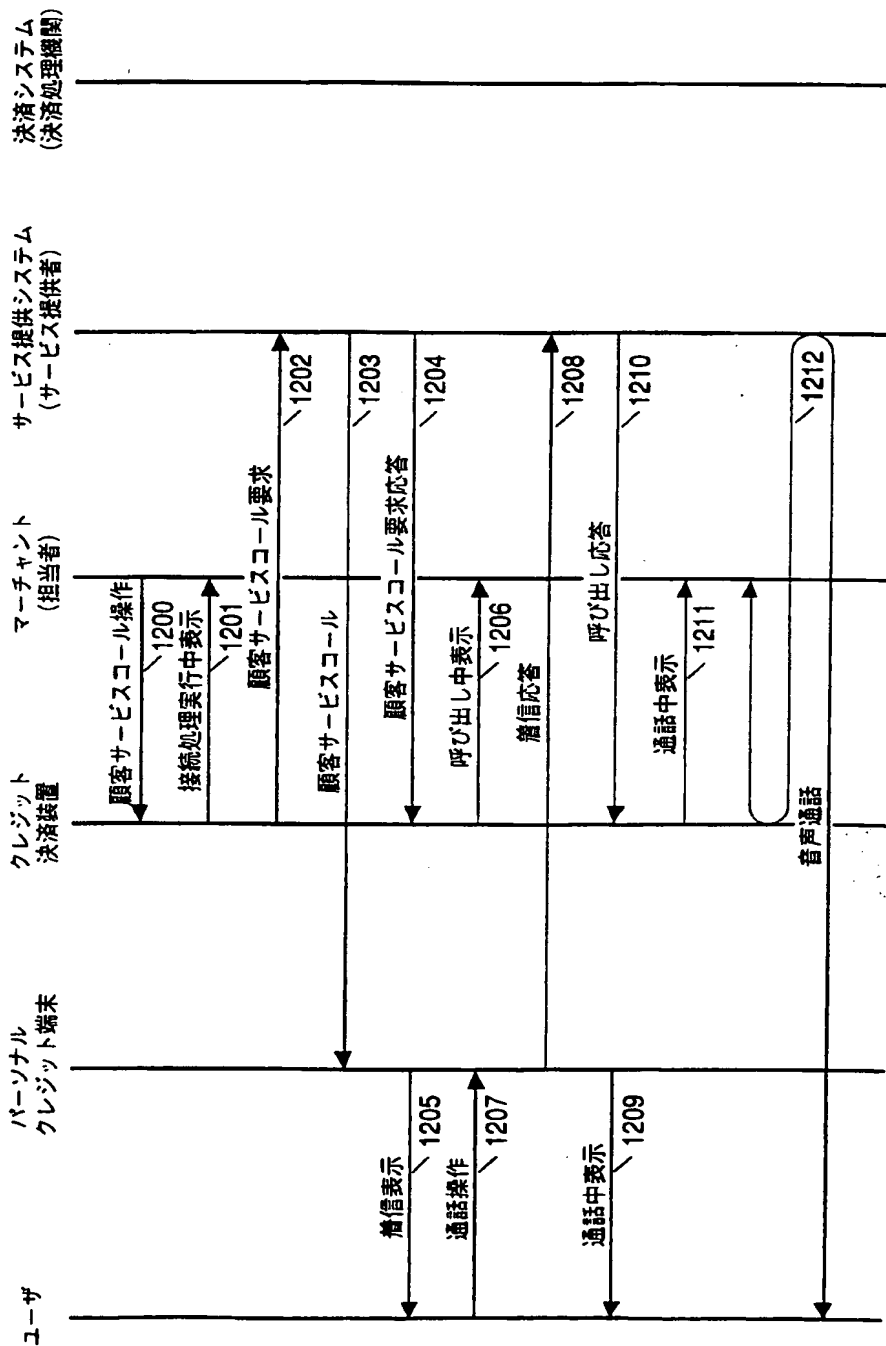 ユーザ
パーソナル
クレジット端末
クレジット
決済装置
マーチャント
(担当者)
サービス提供システム
(サービス提供者)
決済システム
(決済処理機関)
顧客サービスコール操作
1200
接続処理実行中表示
1201
顧客サービスコール要求
1202
顧客サービスコール
1203
顧客サービスコール要求応答
1204
着信表示
1205
呼び出し中表示
1206
通話操作
1207
着信応答
1208
通話中表示
1209
呼び出し応答
1210
通話中表示
1211
音声通話
1212